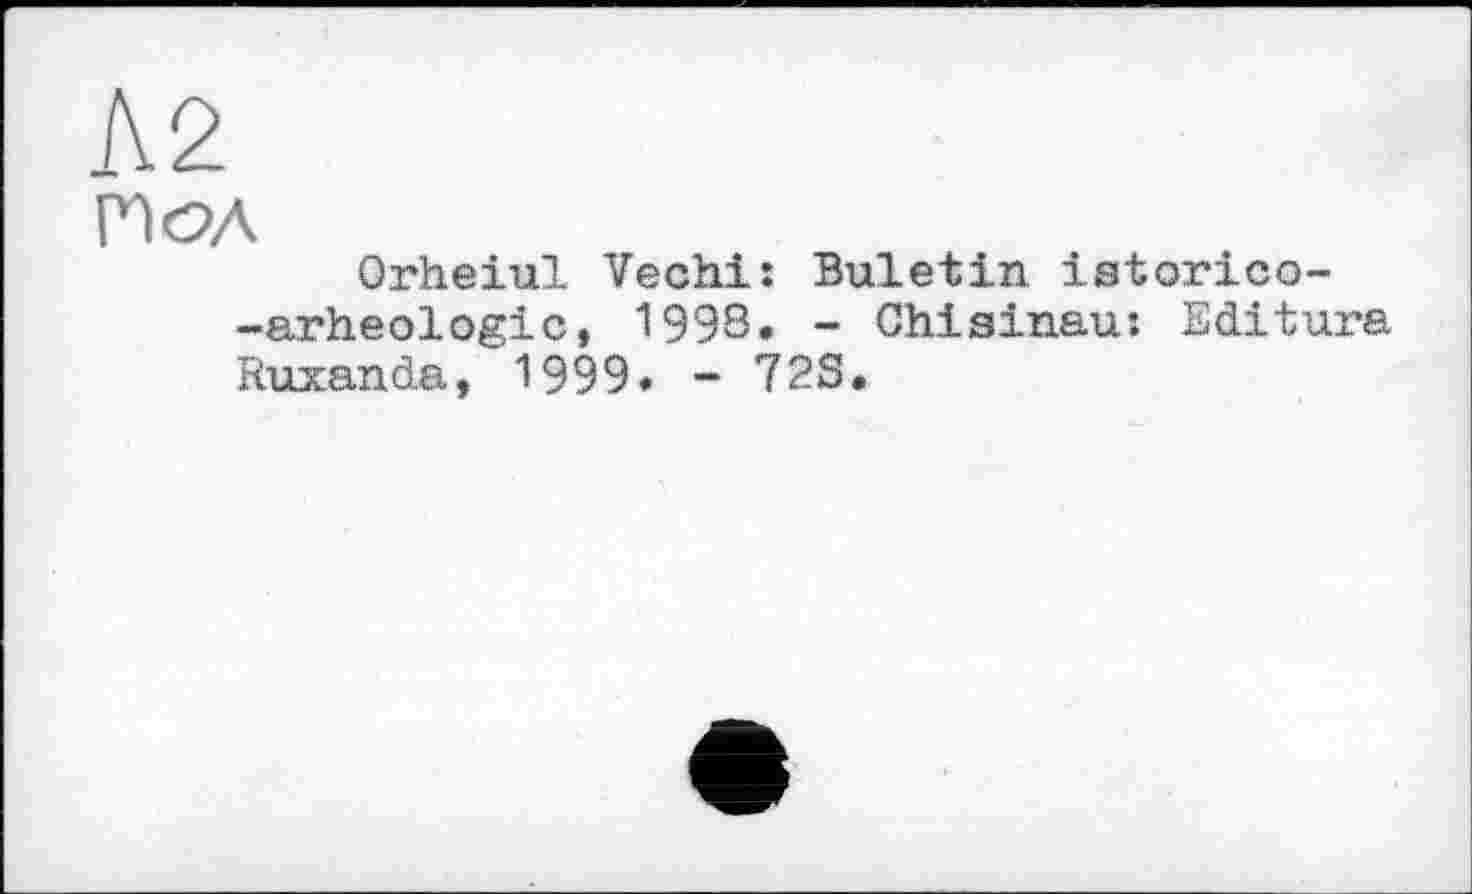 Л2
мол
Orheiul Vechi: Buletin istorico-
-arheologic, 1998. - Chisinau: Editura
Ruxanda, 1999. - 72S.